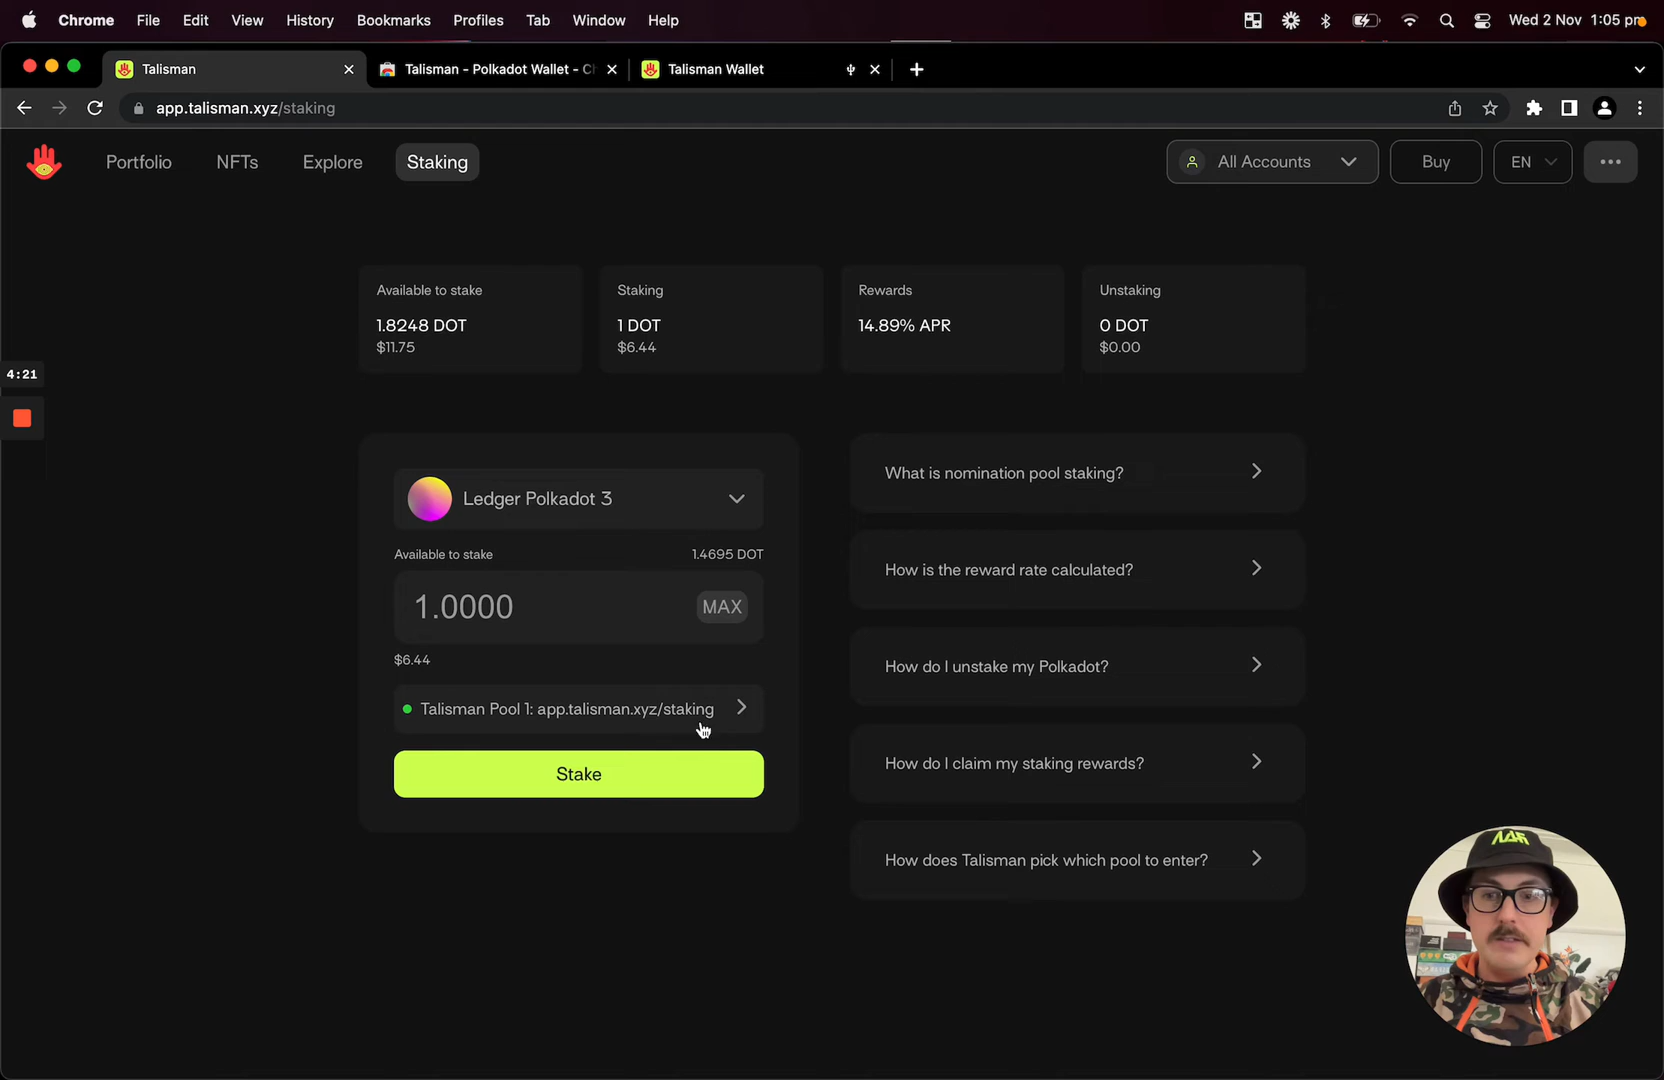 Chrome File Edit View History Bookmarks Profiles Tab Window Help Wed 2 Nov 1:05 pm
Talisman Talisman - Polkadot Wallet - Ch Talisman Wallet
app.talisman.xyz/staking
Portfolio NFTs Explore Staking All Accounts Buy EN
Available to stake Staking Rewards Unstaking
1.8248 DOT 1 DOT 14.89% APR 0 DOT
$11.75 $6.44 $0.00
4:21
Ledger Polkadot 3
Available to stake 1.4695 DOT
1.0000 MAX
$6.44
Talisman Pool 1: app.talisman.xyz/staking
Stake
What is nomination pool staking?
How is the reward rate calculated?
How do I unstake my Polkadot?
How do I claim my staking rewards?
How does Talisman pick which pool to enter?